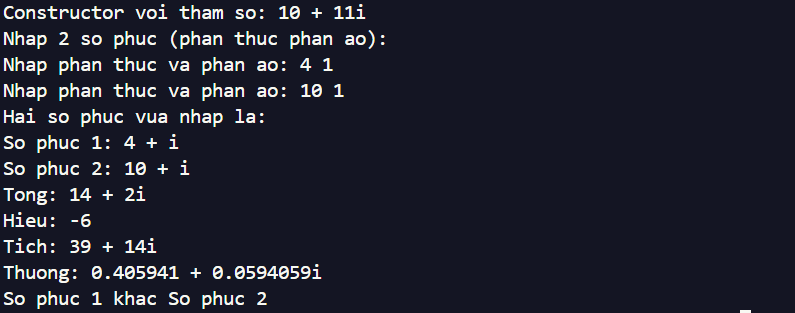 Constructor voi tham so: 10 + 11i
Nhap 2 so phuc (phan thuc phan ao):
Nhap phan thuc va phan ao: 4 1
Nhap phan thuc va phan ao: 10 1
Hai so phuc vua nhap la:
So phuc 1: 4 + i
So phuc 2: 10 + i
Tong: 14 + 2i
Hieu: -6
Tich: 39 + 14i
Thuong: 0.405941 + 0.0594059i
So phuc 1 khac So phuc 2